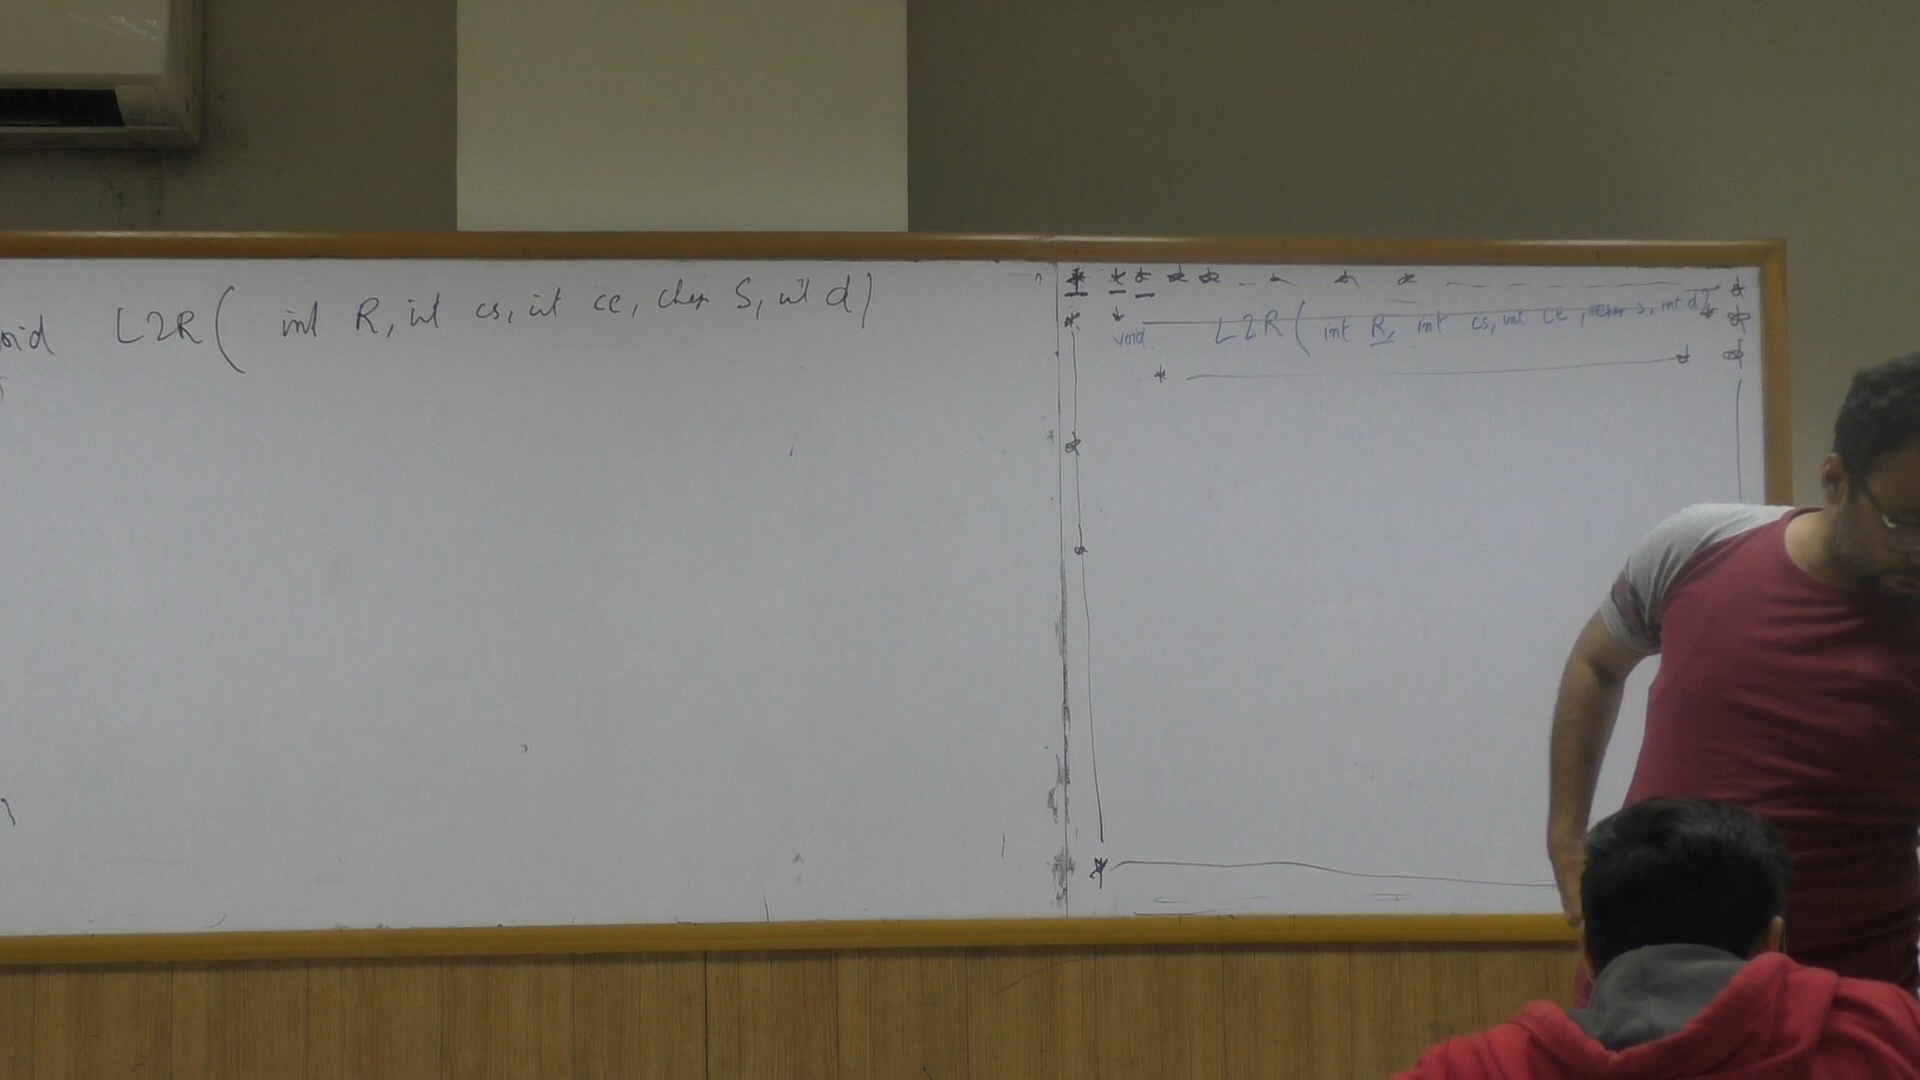 void L2R( int R, int cs, int ce, char S, int d)
* * * * * - * * * - - - - *
* * *
void L2R( int R, int cs, int ce, char s, int d)
* * *
*
*
*